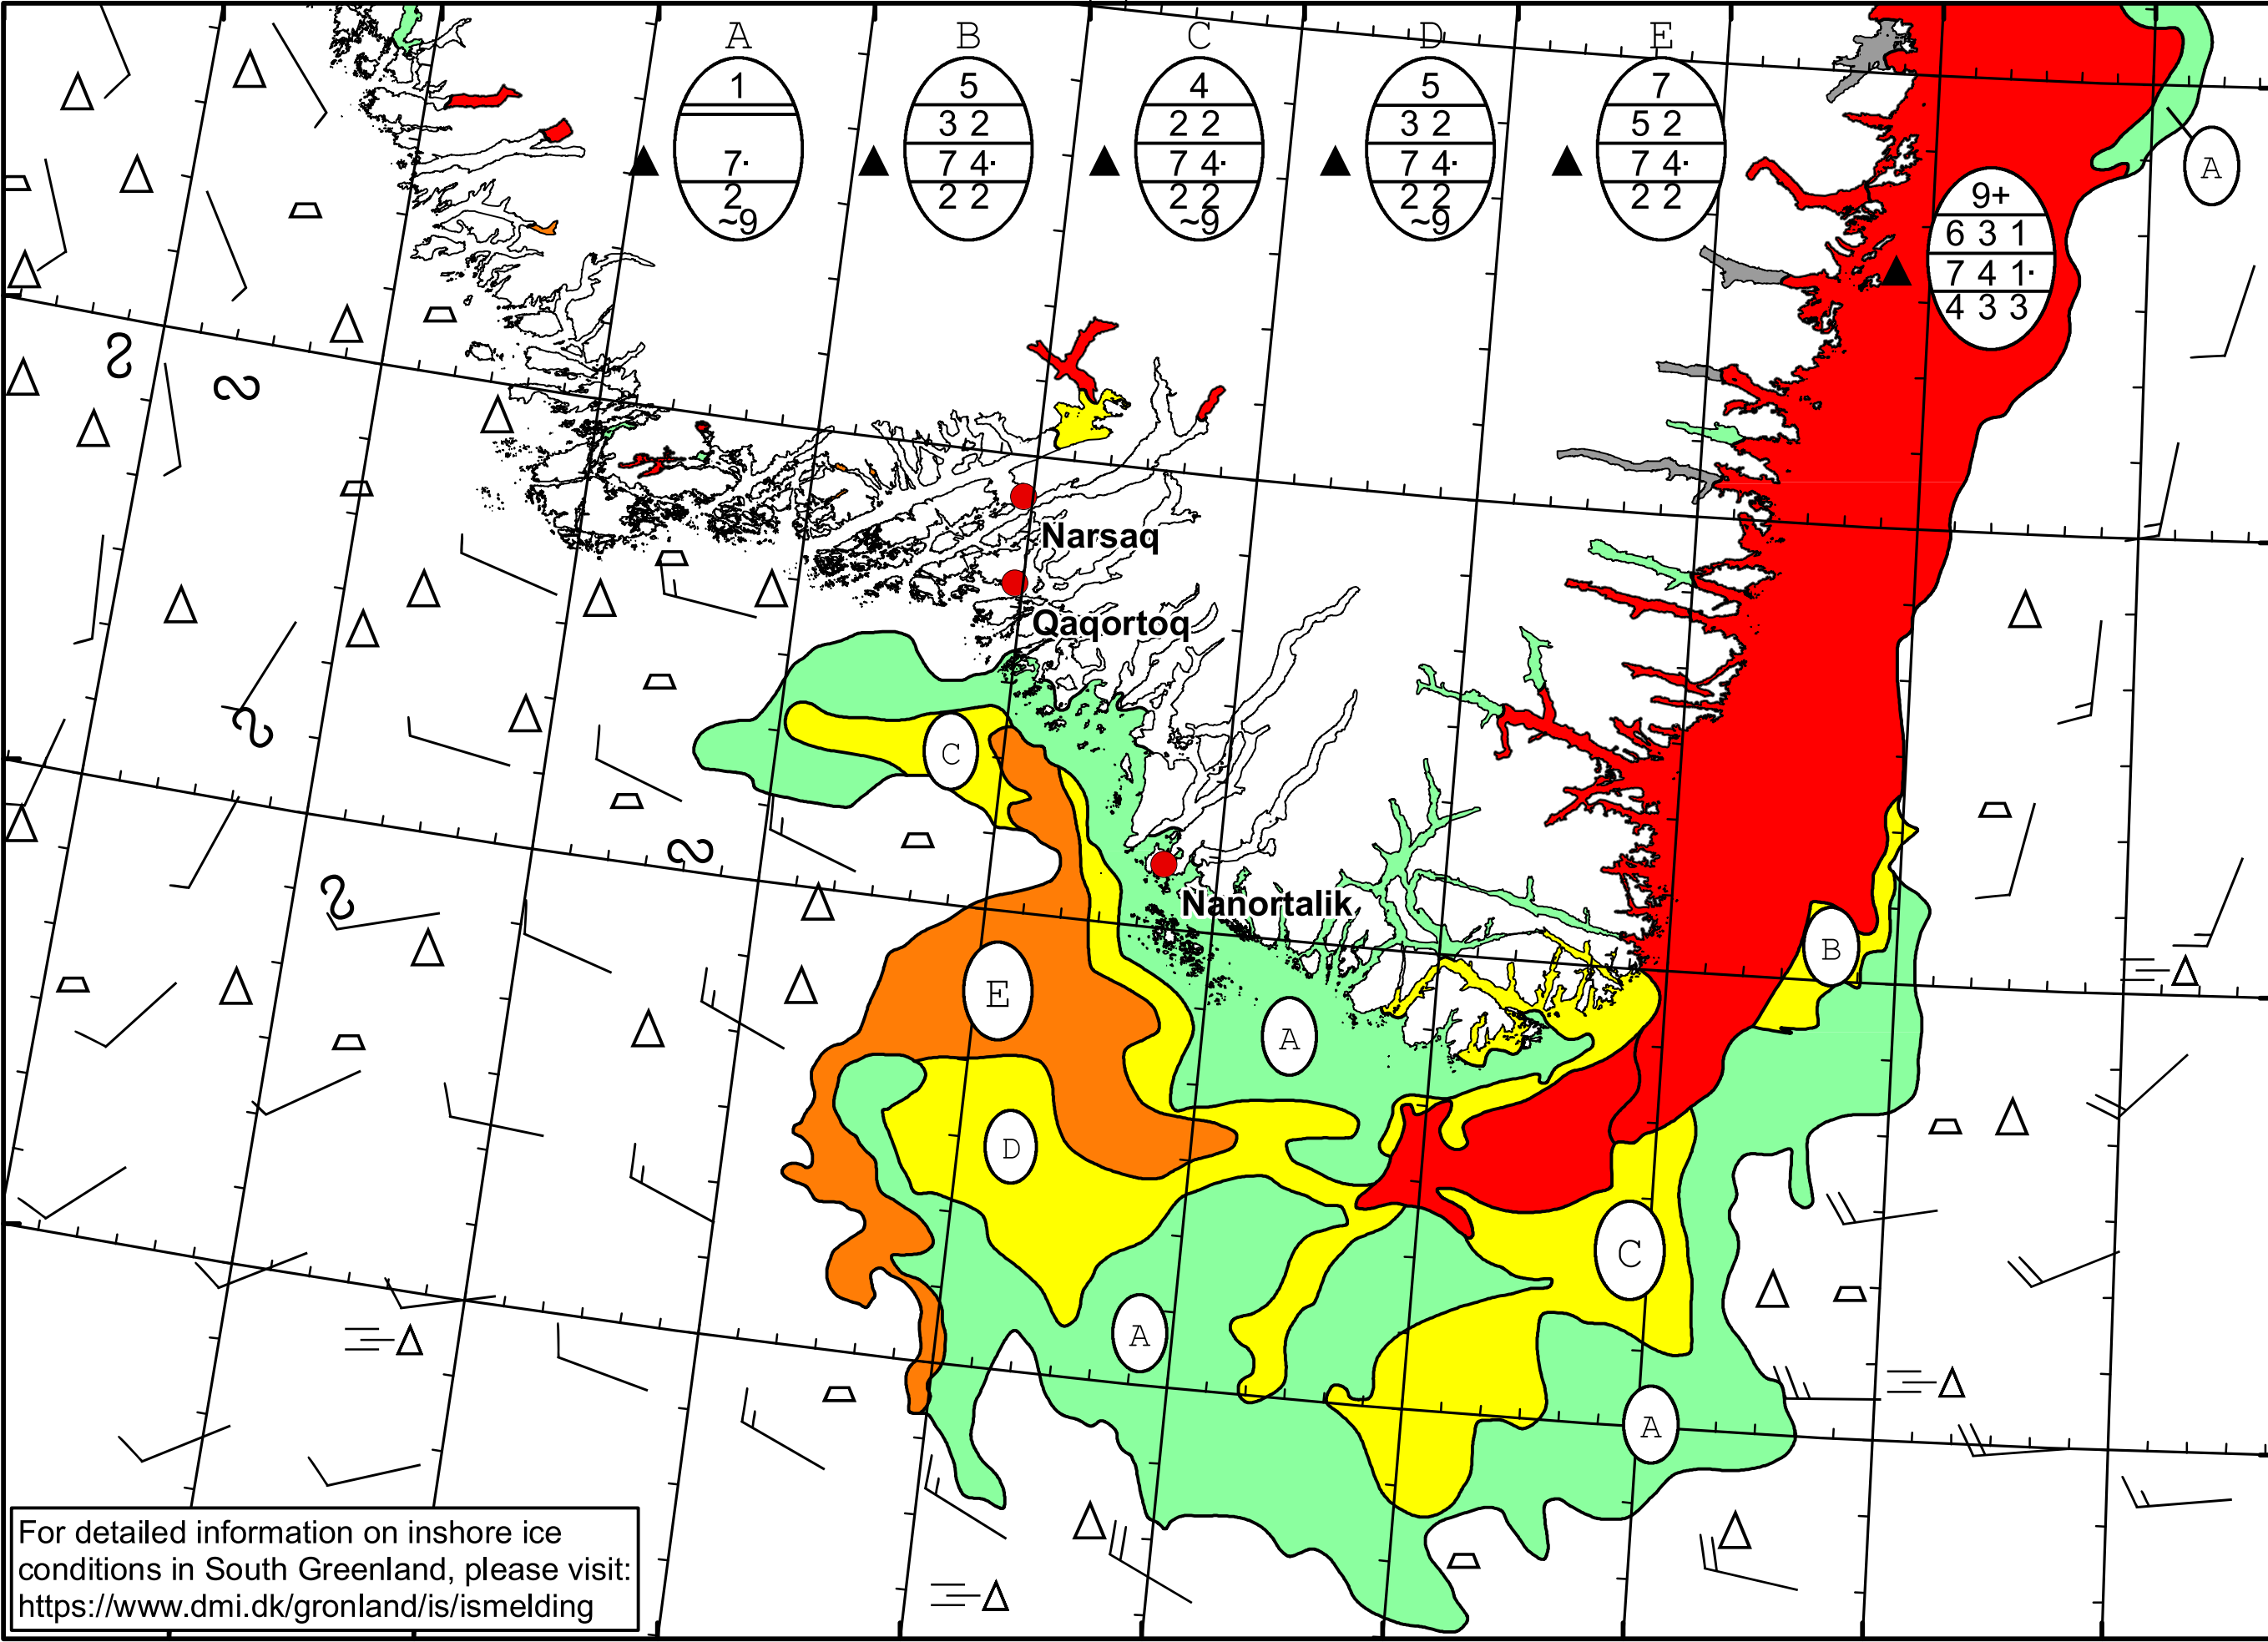 A B C D E
1
7·
2
~9
5
3 2
7 4·
2 2
4
2 2
7 4·
2 2
~9
5
3 2
7 4·
2 2
~9
7
5 2
7 4·
2 2
A
9+
6 3 1
7 4 1·
4 3 3
Narsaq
Qaqortoq
C
Nanortalik
B
E
A
D
C
A
A
For detailed information on inshore ice
conditions in South Greenland, please visit:
https://www.dmi.dk/gronland/is/ismelding